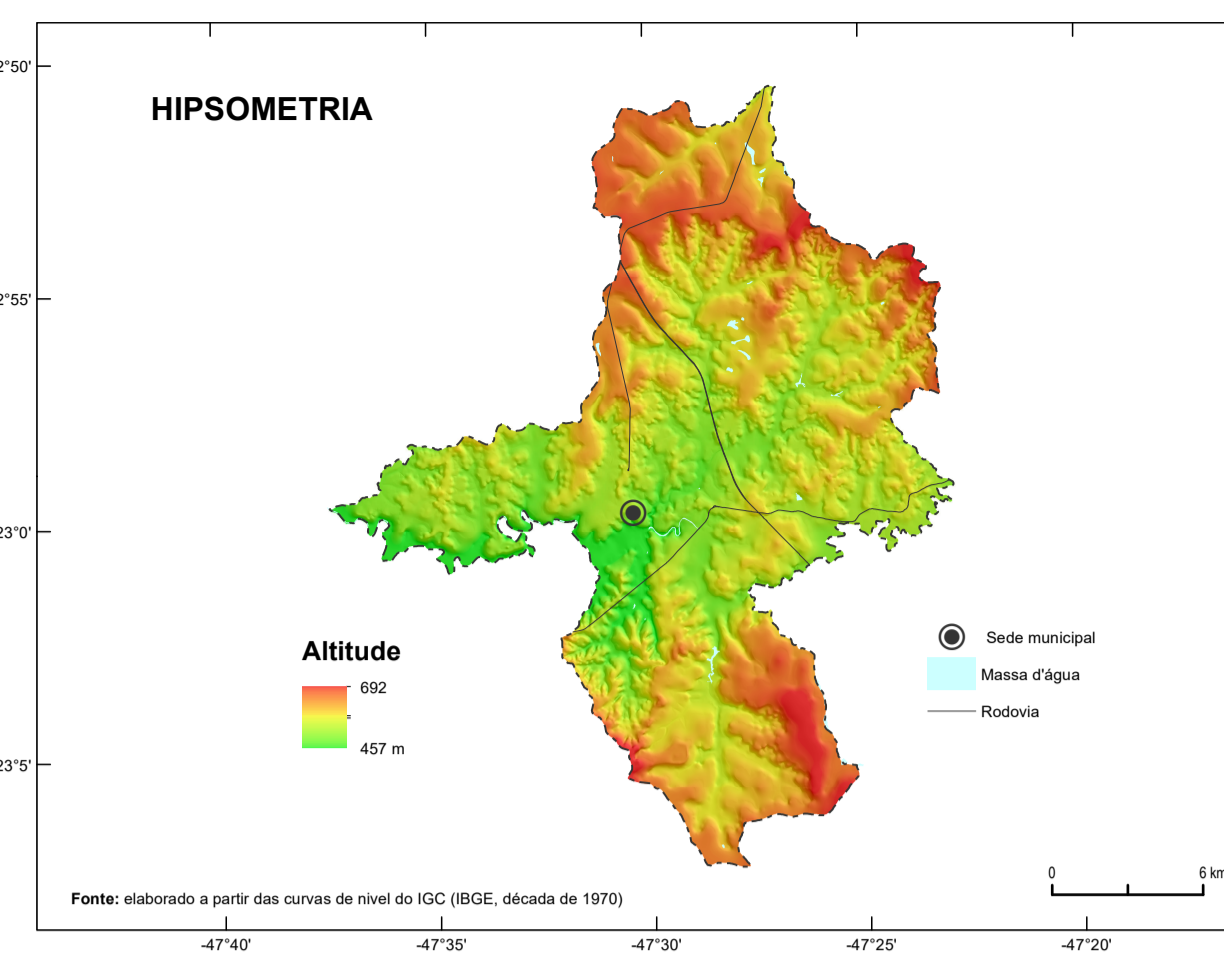 2°50'
HIPSOMETRIA
2°55'
23°0'
Altitude
692
457 m
Sede municipal
Massa d'água
Rodovia
23°5'
0 6 km
Fonte: elaborado a partir das curvas de nivel do IGC (IBGE, década de 1970)
-47°40' -47°35' -47°30' -47°25' -47°20'